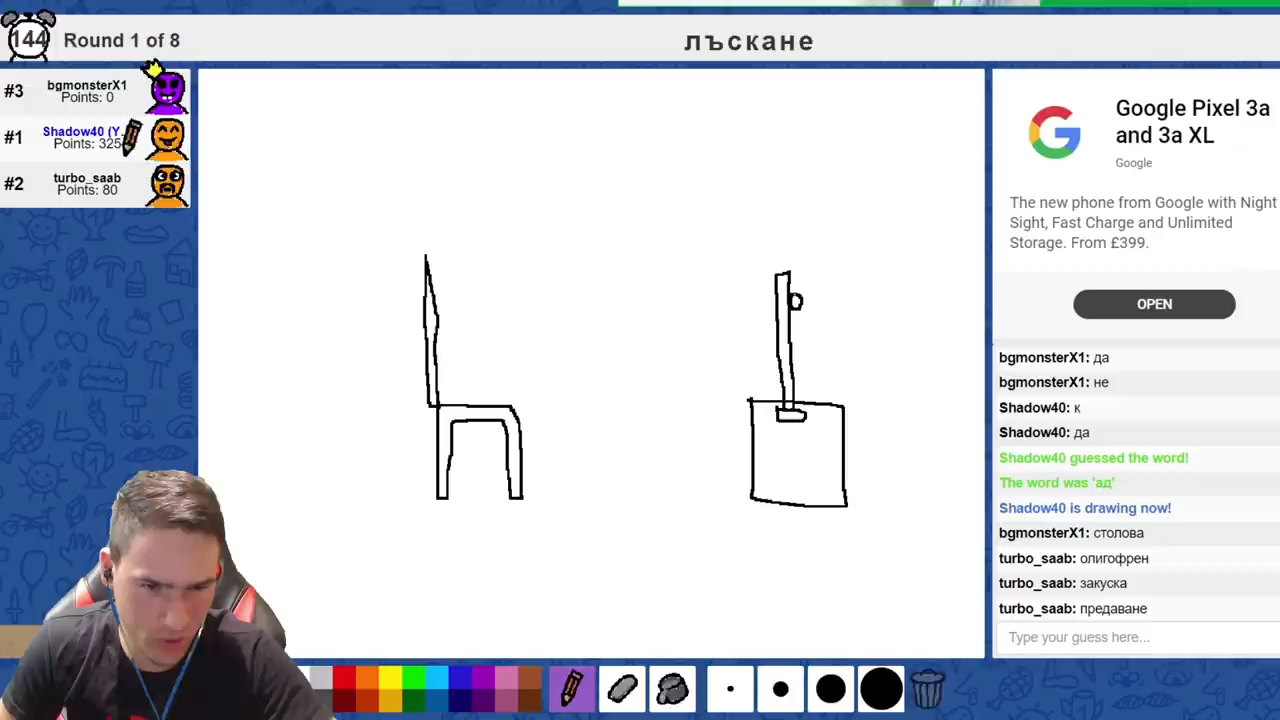 144
Round 1 of 8
лъскане
#3
bgmonsterX1
Points: 0
#1
Shadow40 (Y.
Points: 325
#2
turbo_saab
Points: 80
Google Pixel 3a
and 3a XL
Google
The new phone from Google with Night
Sight, Fast Charge and Unlimited
Storage. From £399.
OPEN
bgmonsterX1: да
bgmonsterX1: не
Shadow40: к
Shadow40: да
Shadow40 guessed the word!
The word was 'ад'
Shadow40 is drawing now!
bgmonsterX1: столова
turbo_saab: олигофрен
turbo_saab: закуска
turbo_saab: предаване
Type your guess here...